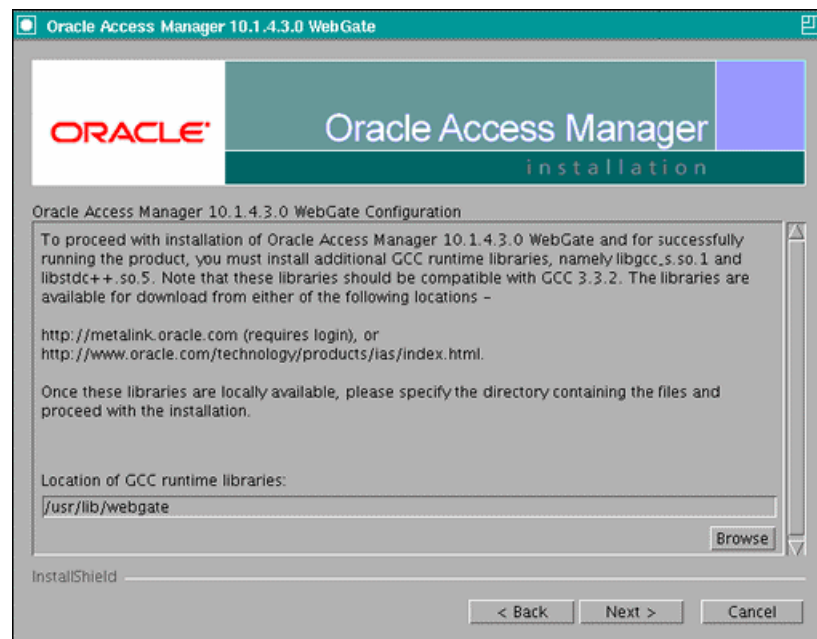 Oracle Access Manager 10.1.4.3.0 WebGate
ORACLE
Oracle Access Manager
installation
Oracle Access Manager 10.1.4.3.0 WebGate Configuration
To proceed with installation of Oracle Access Manager 10.1.4.3.0 WebGate and for successfully
running the product, you must install additional GCC runtime libraries, namely libgcc_s.so.1 and
libstdc++.so.5. Note that these libraries should be compatible with GCC 3.3.2. The libraries are
available for download from either of the following locations -
http://metalink.oracle.com (requires login), or
http://www.oracle.com/technology/products/ias/index.html.
Once these libraries are locally available, please specify the directory containing the files and
proceed with the installation.
Location of GCC runtime libraries:
/usr/lib/webgate
Browse
InstallShield
< Back Next > Cancel